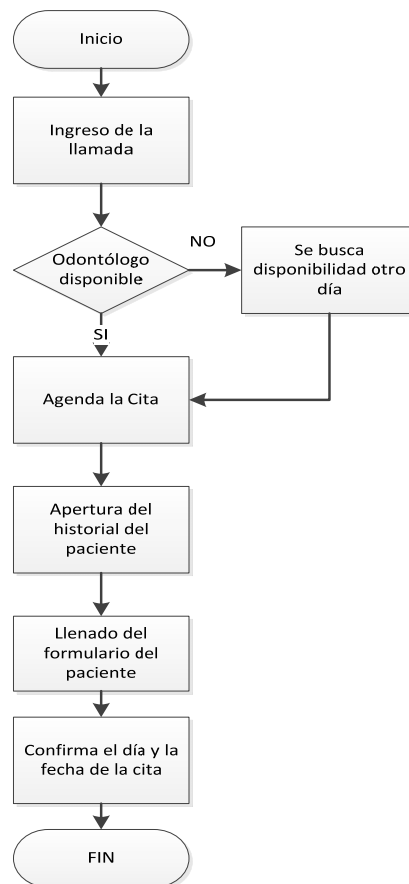 Inicio
Ingreso de la
llamada
Odontólogo
disponible
NO
Se busca
disponibilidad otro
día
SI
Agenda la Cita
Apertura del
historial del
paciente
Llenado del
formulario del
paciente
Confirma el día y la
fecha de la cita
FIN